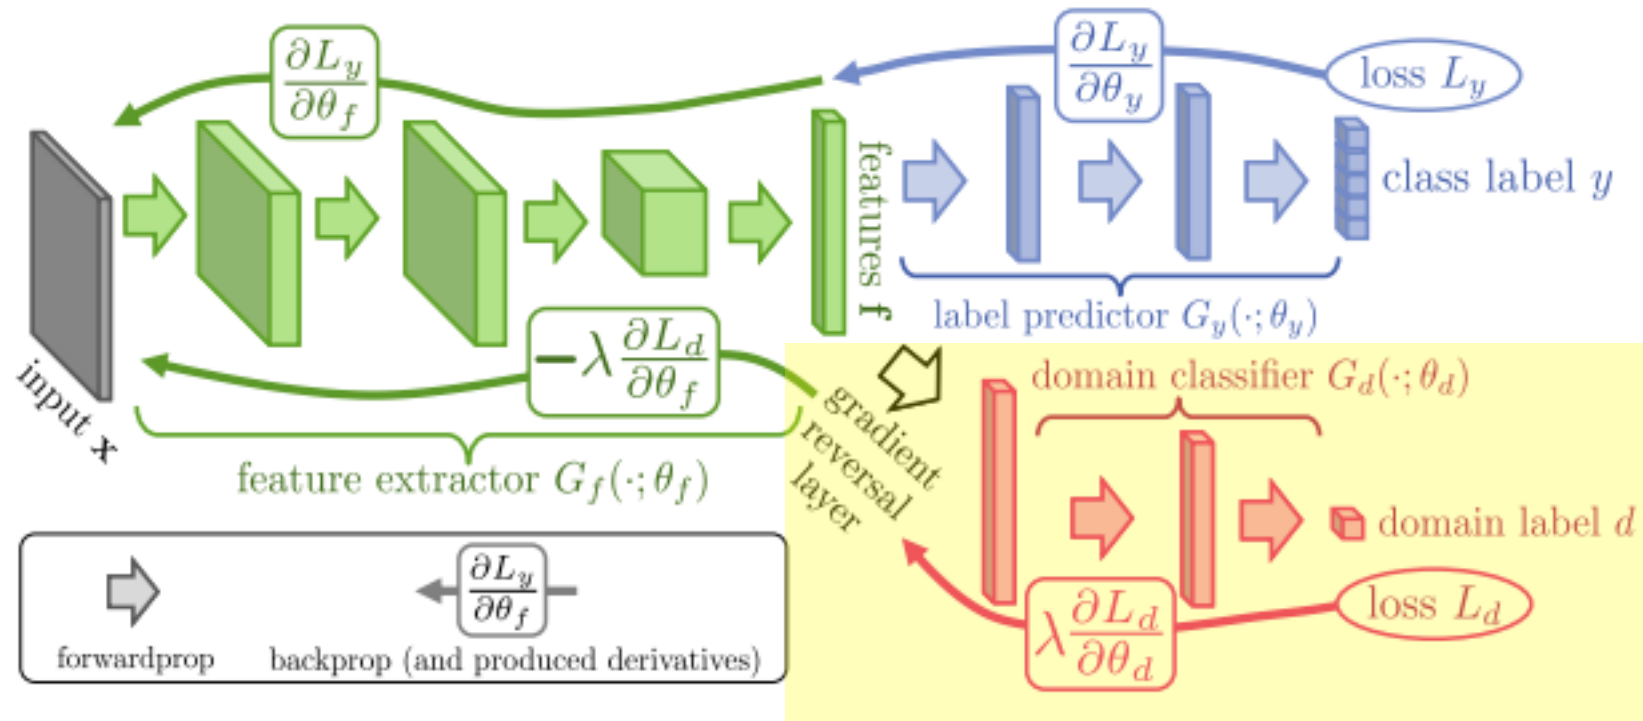 ∂L_y/∂θ_f
∂L_y/∂θ_y
loss L_y
features f
class label y
label predictor G_y(·; θ_y)
input x
−λ ∂L_d/∂θ_f
feature extractor G_f(·; θ_f)
gradient
reversal
layer
domain classifier G_d(·; θ_d)
domain label d
λ ∂L_d/∂θ_d
loss L_d
∂L_y/∂θ_f
forwardprop
backprop (and produced derivatives)